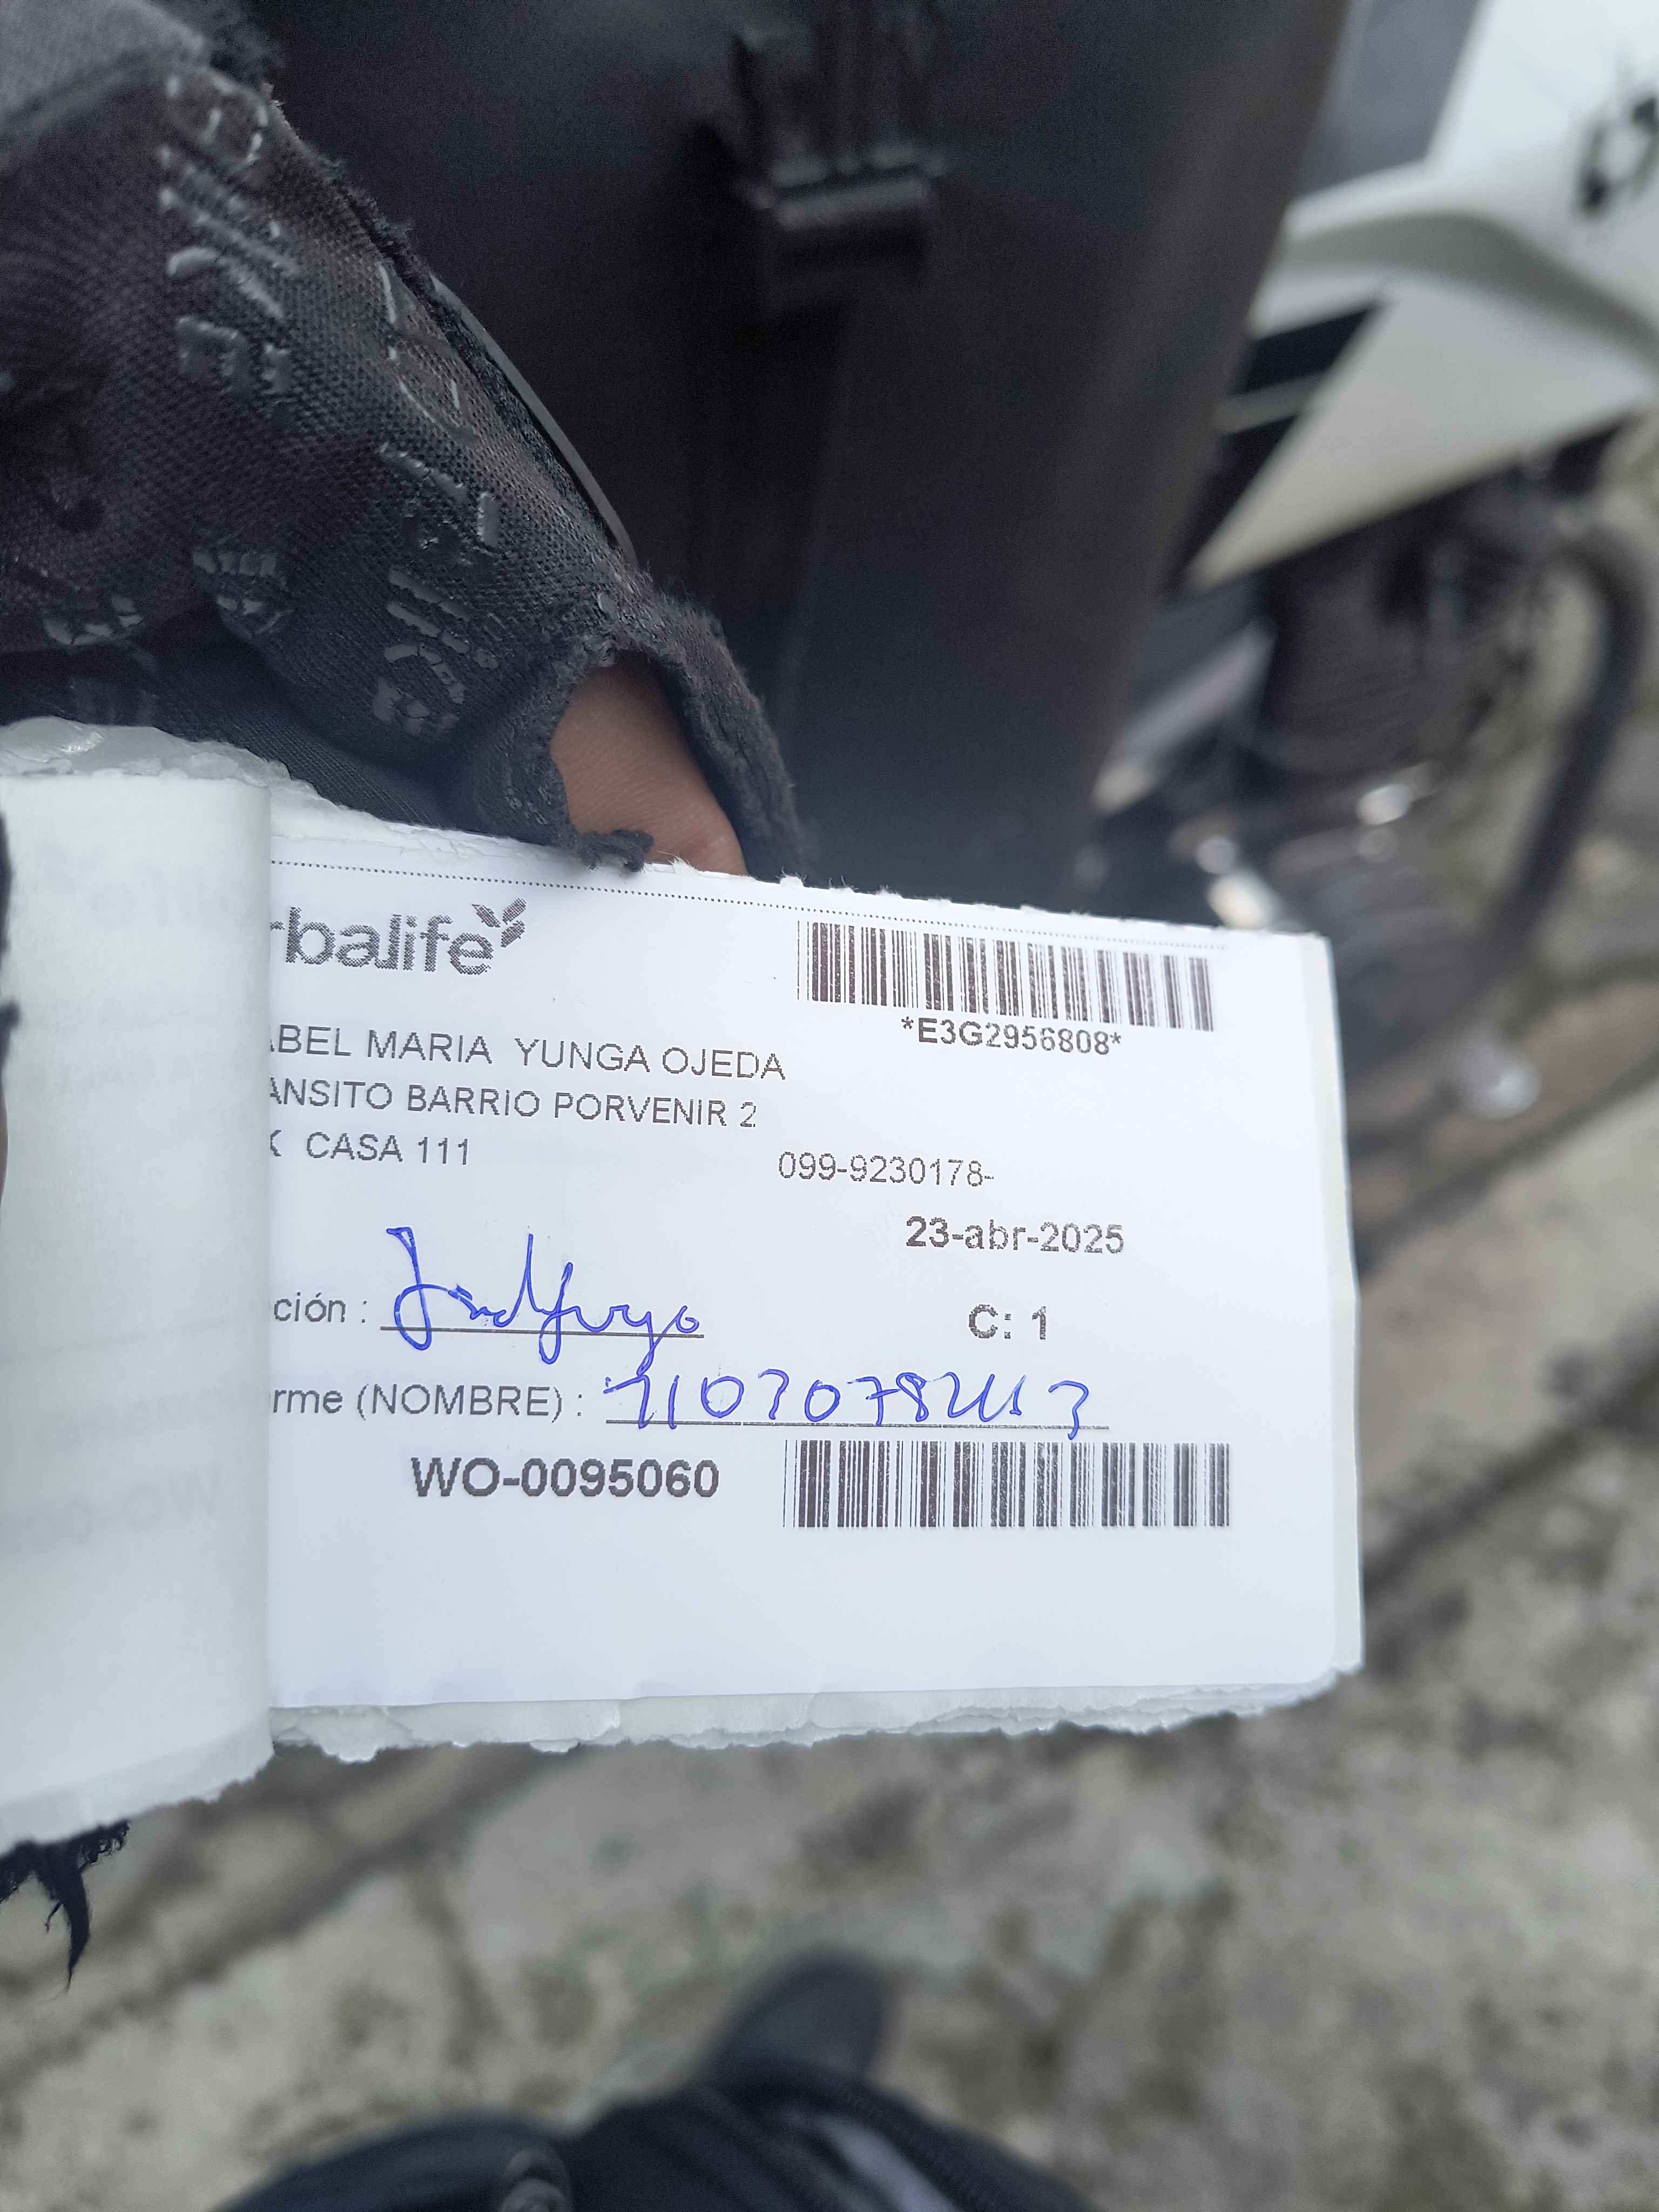 rbalife
*E3G2956808*
ABEL MARIA YUNGA OJEDA
ANSITO BARRIO PORVENIR 2
K CASA 111
099-9230178-
23-abr-2025
ción :
C: 1
rme (NOMBRE) :
WO-0095060